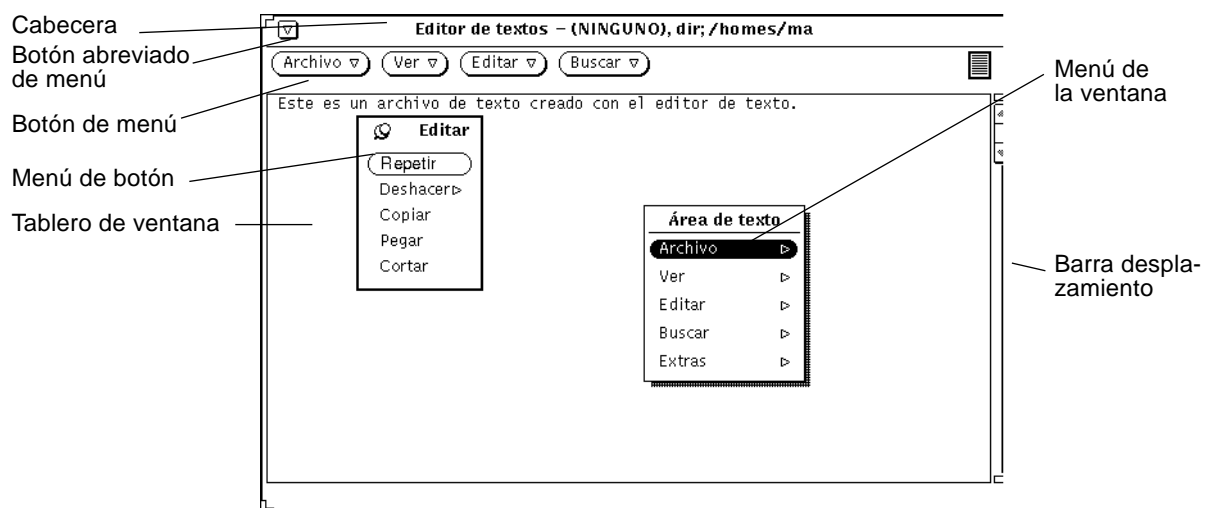 Cabecera
Botón abreviado
de menú
Botón de menú
Menú de botón
Tablero de ventana
Editor de textos – (NINGUNO), dir; /homes/ma
Archivo Ver Editar Buscar
Este es un archivo de texto creado con el editor de texto.
Editar
Repetir
Deshacer
Copiar
Pegar
Cortar
Área de texto
Archivo
Ver
Editar
Buscar
Extras
Menú de
la ventana
Barra despla-
zamiento